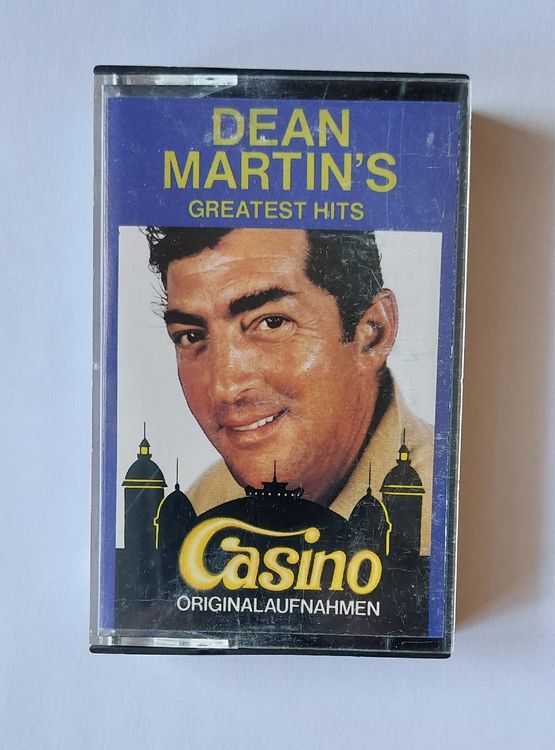 DEAN
MARTIN'S
GREATEST HITS
Casino
ORIGINALAUFNAHMEN